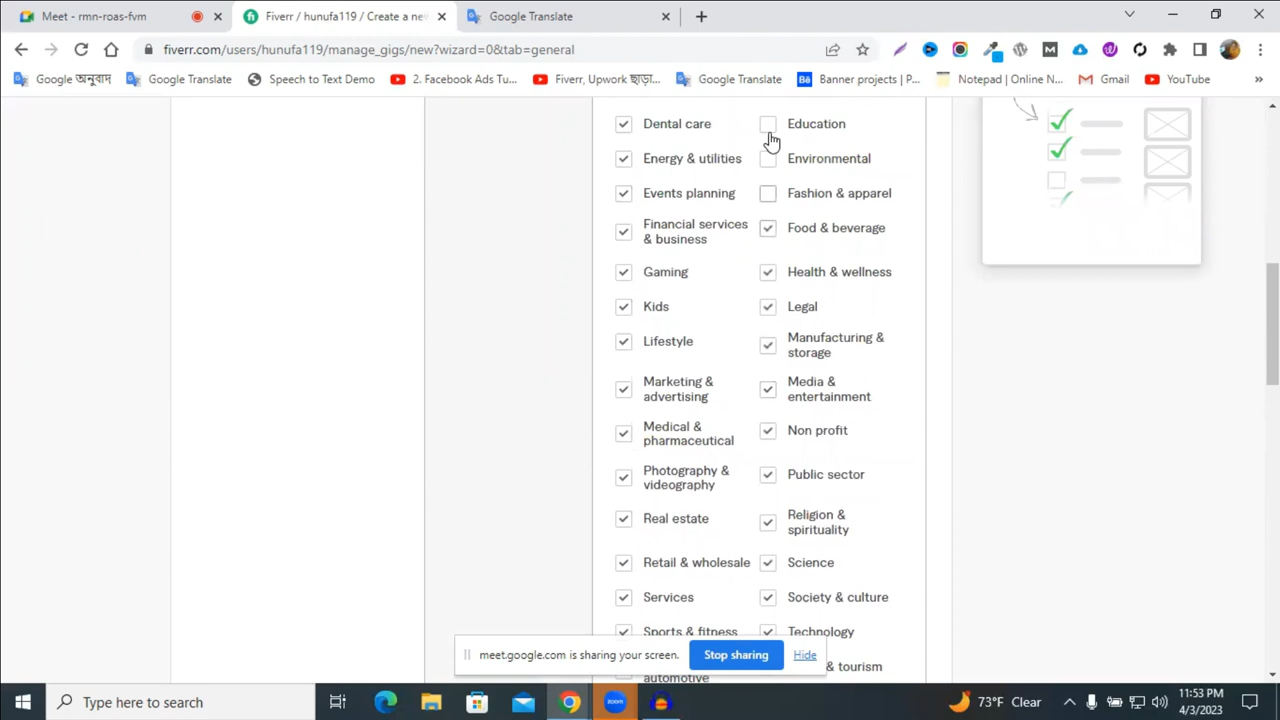 Meet - rmn-roas-fvm
Fiverr / hunufa119 / Create a new
Google Translate
fiverr.com/users/hunufa119/manage_gigs/new?wizard=0&tab=general
Google অনুবাদ
Google Translate
Speech to Text Demo
2. Facebook Ads Tu...
Fiverr, Upwork ছাড়া...
Google Translate
Banner projects | P...
Notepad | Online N...
Gmail
YouTube
Dental care
Education
Energy & utilities
Environmental
Events planning
Fashion & apparel
Financial services
& business
Food & beverage
Gaming
Health & wellness
Kids
Legal
Lifestyle
Manufacturing &
storage
Marketing &
advertising
Media &
entertainment
Medical &
pharmaceutical
Non profit
Photography &
videography
Public sector
Real estate
Religion &
spirituality
Retail & wholesale
Science
Services
Society & culture
Sports & fitness
Technology
automotive
& tourism
meet.google.com is sharing your screen.
Stop sharing
Hide
Type here to search
zoom
73°F Clear
11:53 PM
4/3/2023